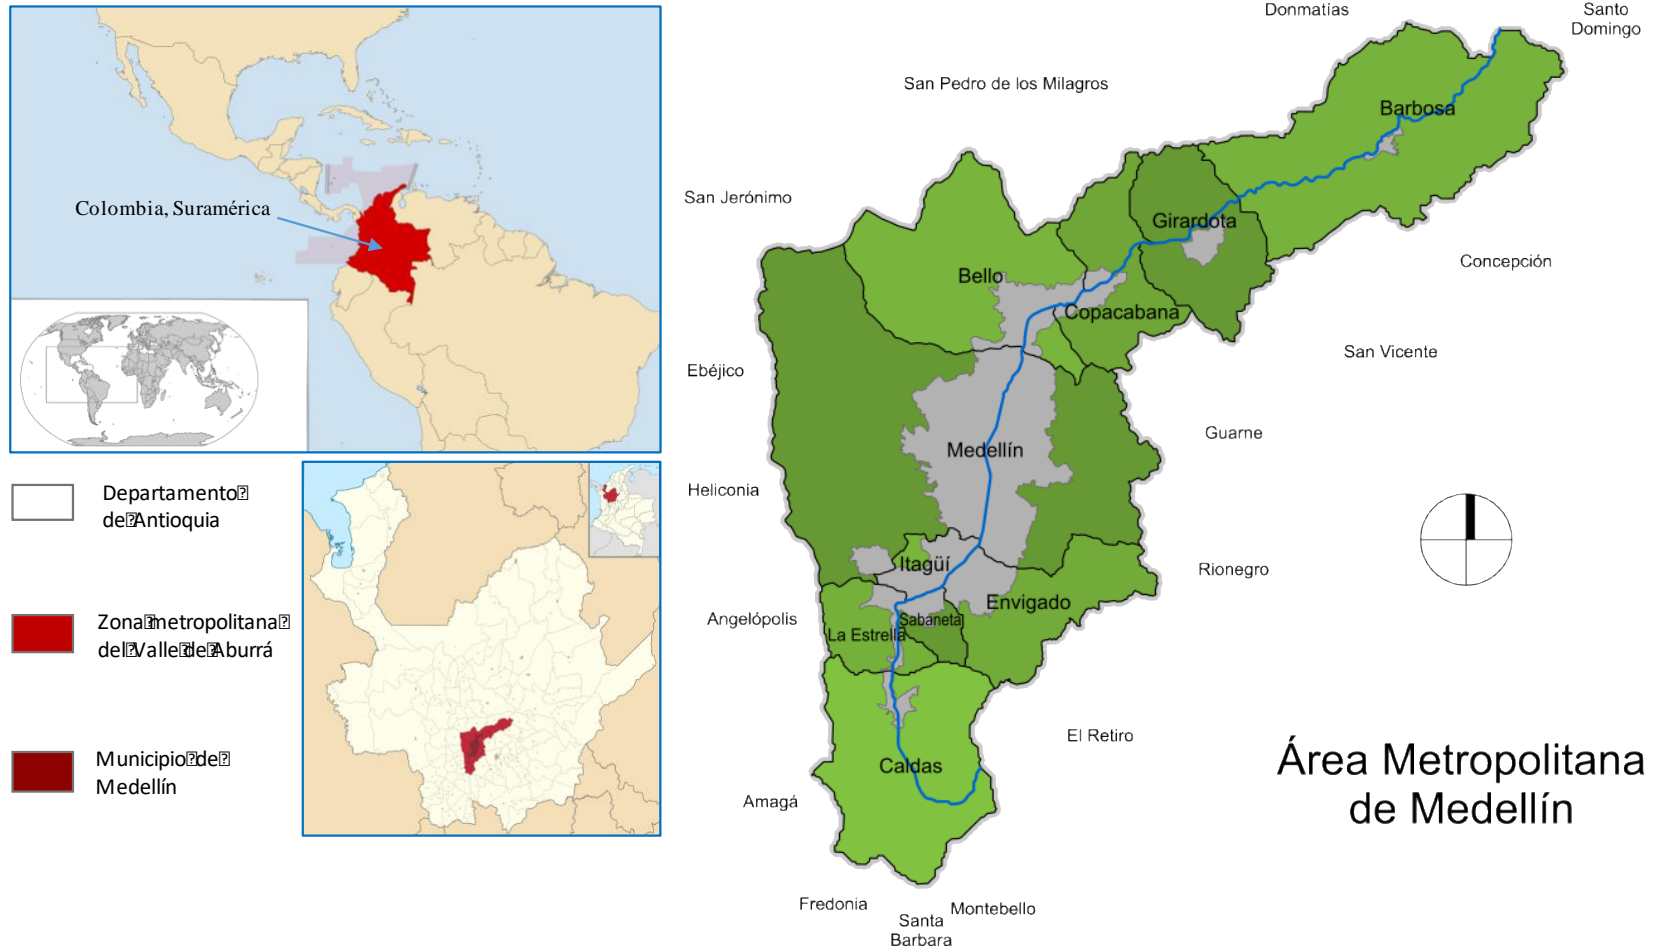 Colombia, Suramérica
Departamento
de Antioquia
Zona metropolitana
del Valle de Aburrá
Municipio de
Medellín
Donmatías
Santo
Domingo
San Pedro de los Milagros
Barbosa
San Jerónimo
Girardota
Concepción
Bello
Copacabana
San Vicente
Ebéjico
Guarne
Medellín
Heliconia
Itagüí
Rionegro
Envigado
Angelópolis
Sabaneta
La Estrella
El Retiro
Caldas
Área Metropolitana
de Medellín
Amagá
Fredonia
Montebello
Santa
Barbara